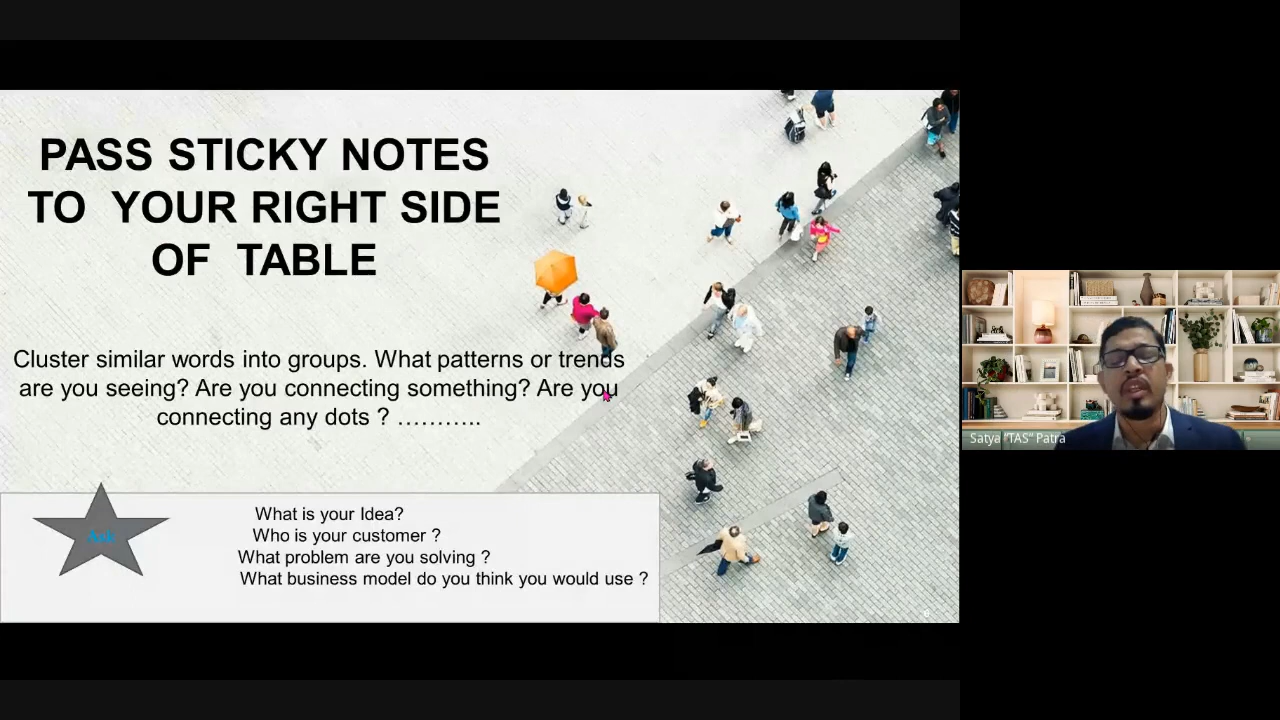 PASS STICKY NOTES
TO YOUR RIGHT SIDE
OF TABLE
Cluster similar words into groups. What patterns or trends
are you seeing? Are you connecting something? Are you
connecting any dots ? ………..
Ask
What is your Idea?
Who is your customer ?
What problem are you solving ?
What business model do you think you would use ?
Satya "TAS" Patra